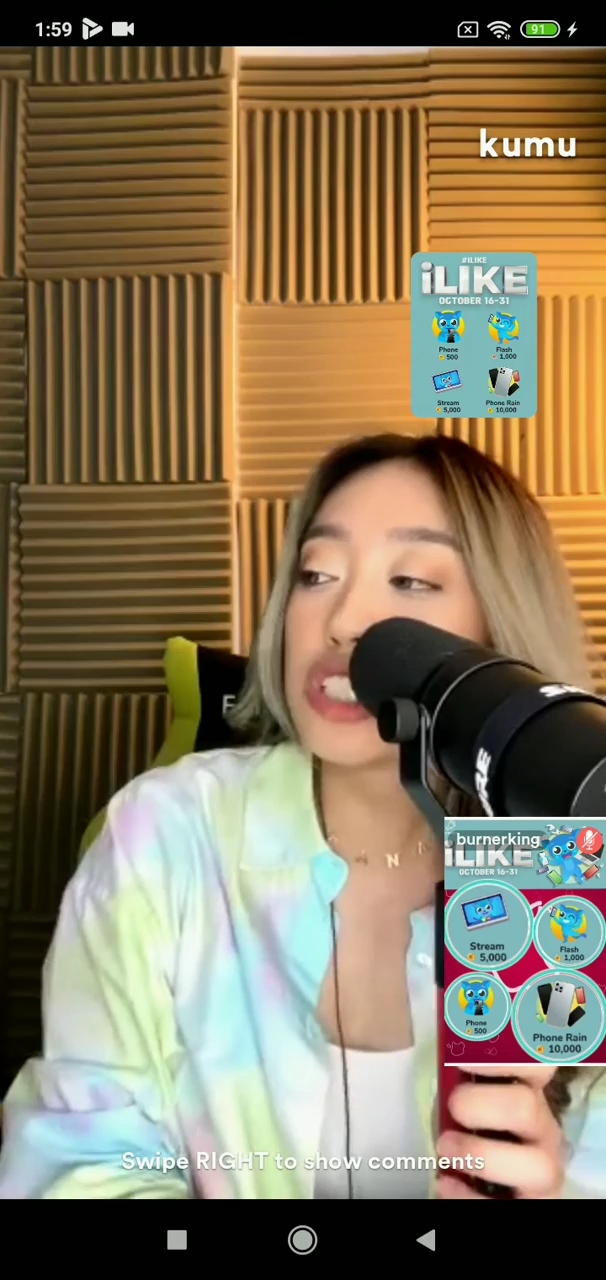 1:59
91
kumu
#iLIKE
iLIKE
OCTOBER 16-31
Phone
500
Flash
1,000
Stream
5,000
Phone Rain
10,000
burnerking
iLIKE
OCTOBER 16-31
Stream
5,000
Flash
1,000
Phone
500
Phone Rain
10,000
Swipe RIGHT to show comments